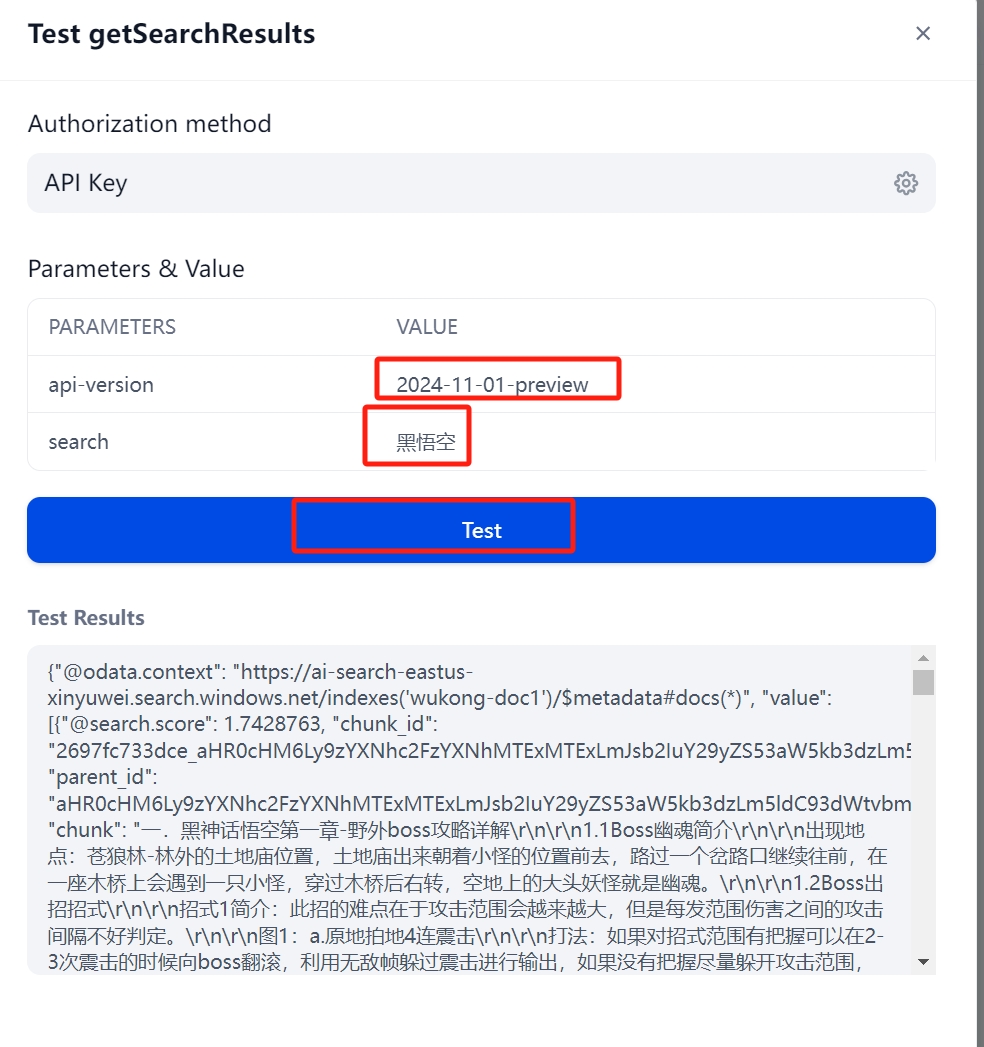 Test getSearchResults
Authorization method
API Key
Parameters & Value
PARAMETERS VALUE
api-version 2024-11-01-preview
search 黑悟空
Test
Test Results
{"@odata.context": "https://ai-search-eastus-
xinyuwei.search.windows.net/indexes('wukong-doc1')/$metadata#docs(*)", "value":
[{"@search.score": 1.7428763, "chunk_id":
"2697fc733dce_aHR0cHM6Ly9zYXNhc2FzYXNhMTExMTExLmJsb2IuY29yZS53aW5kb3dzLm5
"parent_id":
"aHR0cHM6Ly9zYXNhc2FzYXNhMTExMTExLmJsb2IuY29yZS53aW5kb3dzLm5ldC93dWtvbm
"chunk": "一．黑神话悟空第一章-野外boss攻略详解\r\n\r\n1.1Boss幽魂简介\r\n\r\n出现地
点：苍狼林-林外的土地庙位置，土地庙出来朝着小怪的位置前去，路过一个岔路口继续往前，在
一座木桥上会遇到一只小怪，穿过木桥后右转，空地上的大头妖怪就是幽魂。\r\n\r\n1.2Boss出
招招式\r\n\r\n招式1简介：此招的难点在于攻击范围会越来越大，但是每发范围伤害之间的攻击
间隔不好判定。\r\n\r\n图1：a.原地拍地4连震击\r\n\r\n打法：如果对招式范围有把握可以在2-
3次震击的时候向boss翻滚，利用无敌帧躲过震击进行输出，如果没有把握尽量躲开攻击范围，